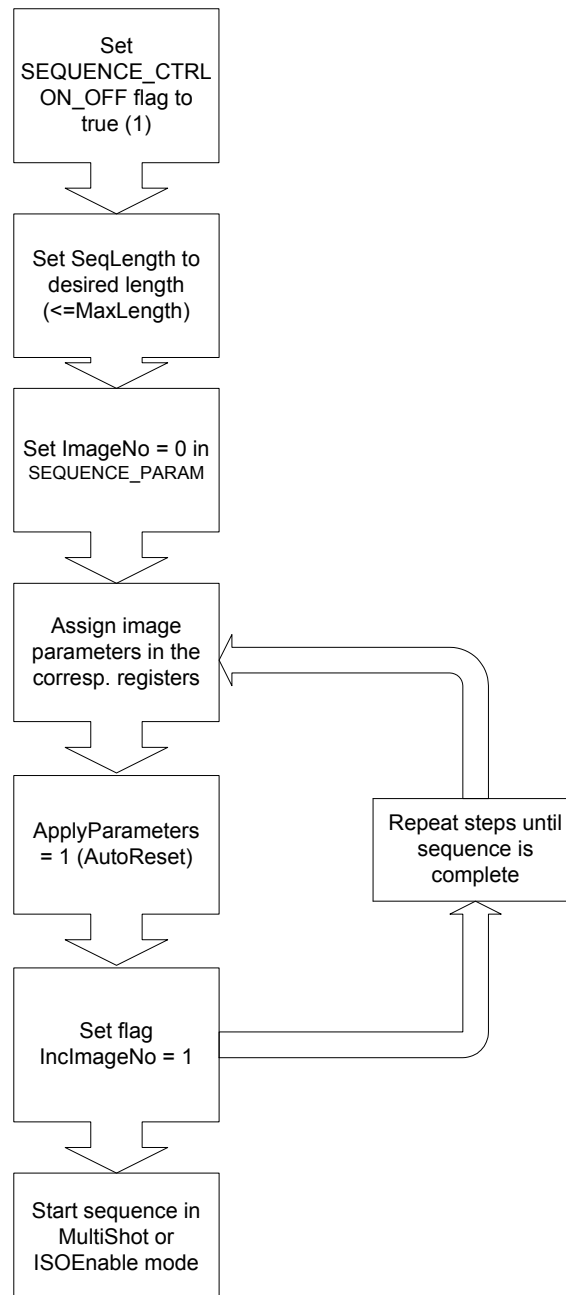 Set
SEQUENCE_CTRL
ON_OFF flag to
true (1)
Set SeqLength to
desired length
(<=MaxLength)
Set ImageNo = 0 in
SEQUENCE_PARAM
Assign image
parameters in the
corresp. registers
ApplyParameters
= 1 (AutoReset)
Repeat steps until
sequence is
complete
Set flag
IncImageNo = 1
Start sequence in
MultiShot or
ISOEnable mode